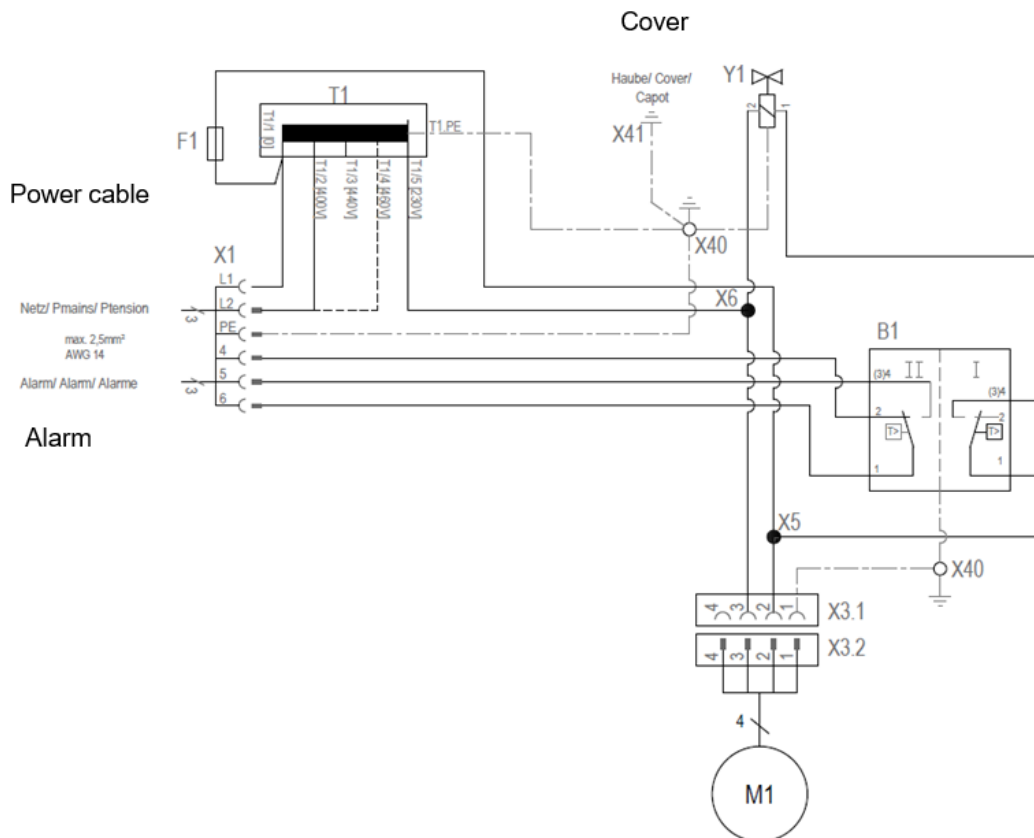 Cover
Haube/ Cover/
Capot
Y1
2
1
T1
T1/1 [0]
T1.PE
X41
F1
T1/2 [400V]
T1/3 [440V]
T1/4 [460V]
T1/5 [230V]
Power cable
X40
X1
L1
L2
Netz/ Pmains/ Ptension
3
PE
max. 2,5mm²
AWG 14
X6
B1
4
II
I
(3)4
5
Alarm/ Alarm/ Alarme
3
(3)4
6
2
2
T>
T>
Alarm
1
1
X5
X40
4
3
2
1
X3.1
4
3
2
1
X3.2
4
M1